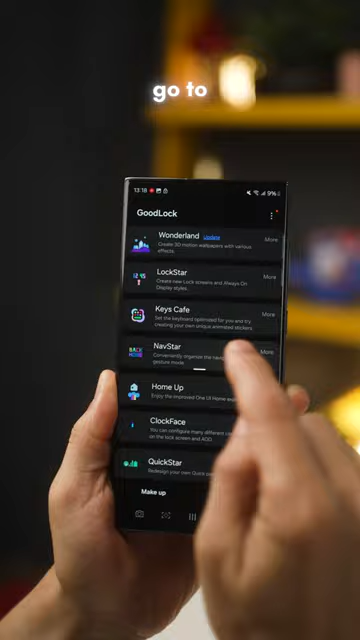 go to
13:18
9%
GoodLock
Wonderland Update
More
Create 3D motion wallpapers with various
effects.
LockStar
More
Create new Lock screens and Always On
Display styles.
Keys Cafe
More
Set the keyboard optimized for you and try
creating your own unique animated stickers.
BACK
HOME
NavStar
More
Conveniently organize the
gesture mode.
Home Up
Enjoy the improved One UI Home
ClockFace
You can configure many different
on the lock screen and AOD.
QuickStar
Redesign your own Quick
Make up